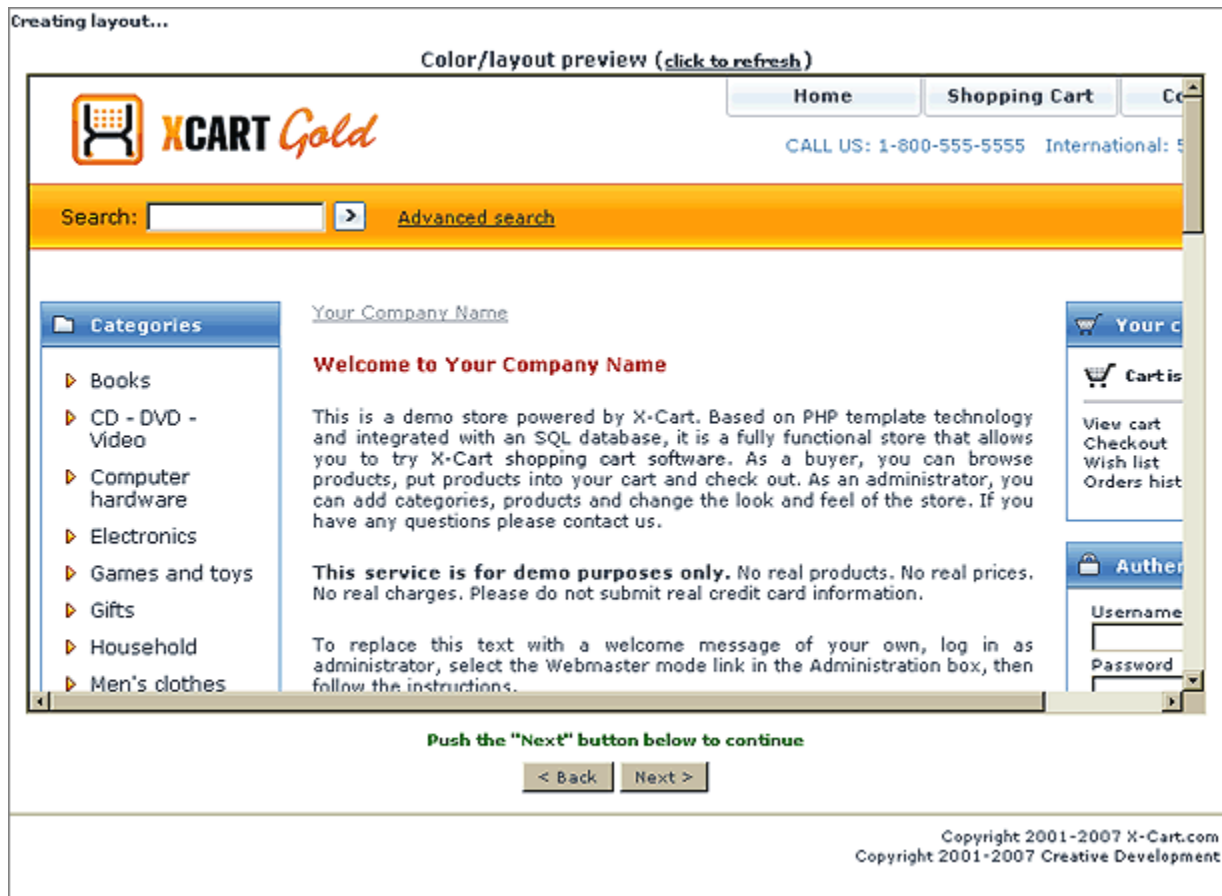 Creating layout...
Color/layout preview (click to refresh)
XCART Gold
Home
Shopping Cart
CALL US: 1-800-555-5555 International:
Search:
Advanced search
Categories
Books
CD - DVD -
Video
Computer
hardware
Electronics
Games and toys
Gifts
Household
Men's clothes
Your Company Name
Welcome to Your Company Name
This is a demo store powered by X-Cart. Based on PHP template technology
and integrated with an SQL database, it is a fully functional store that allows
you to try X-Cart shopping cart software. As a buyer, you can browse
products, put products into your cart and check out. As an administrator, you
can add categories, products and change the look and feel of the store. If you
have any questions please contact us.
This service is for demo purposes only. No real products. No real prices.
No real charges. Please do not submit real credit card information.
To replace this text with a welcome message of your own, log in as
administrator, select the Webmaster mode link in the Administration box, then
follow the instructions.
Your c
Cart is
View cart
Checkout
Wish list
Orders hist
Authen
Username
Password
Push the "Next" button below to continue
< Back
Next >
Copyright 2001-2007 X-Cart.com
Copyright 2001-2007 Creative Development